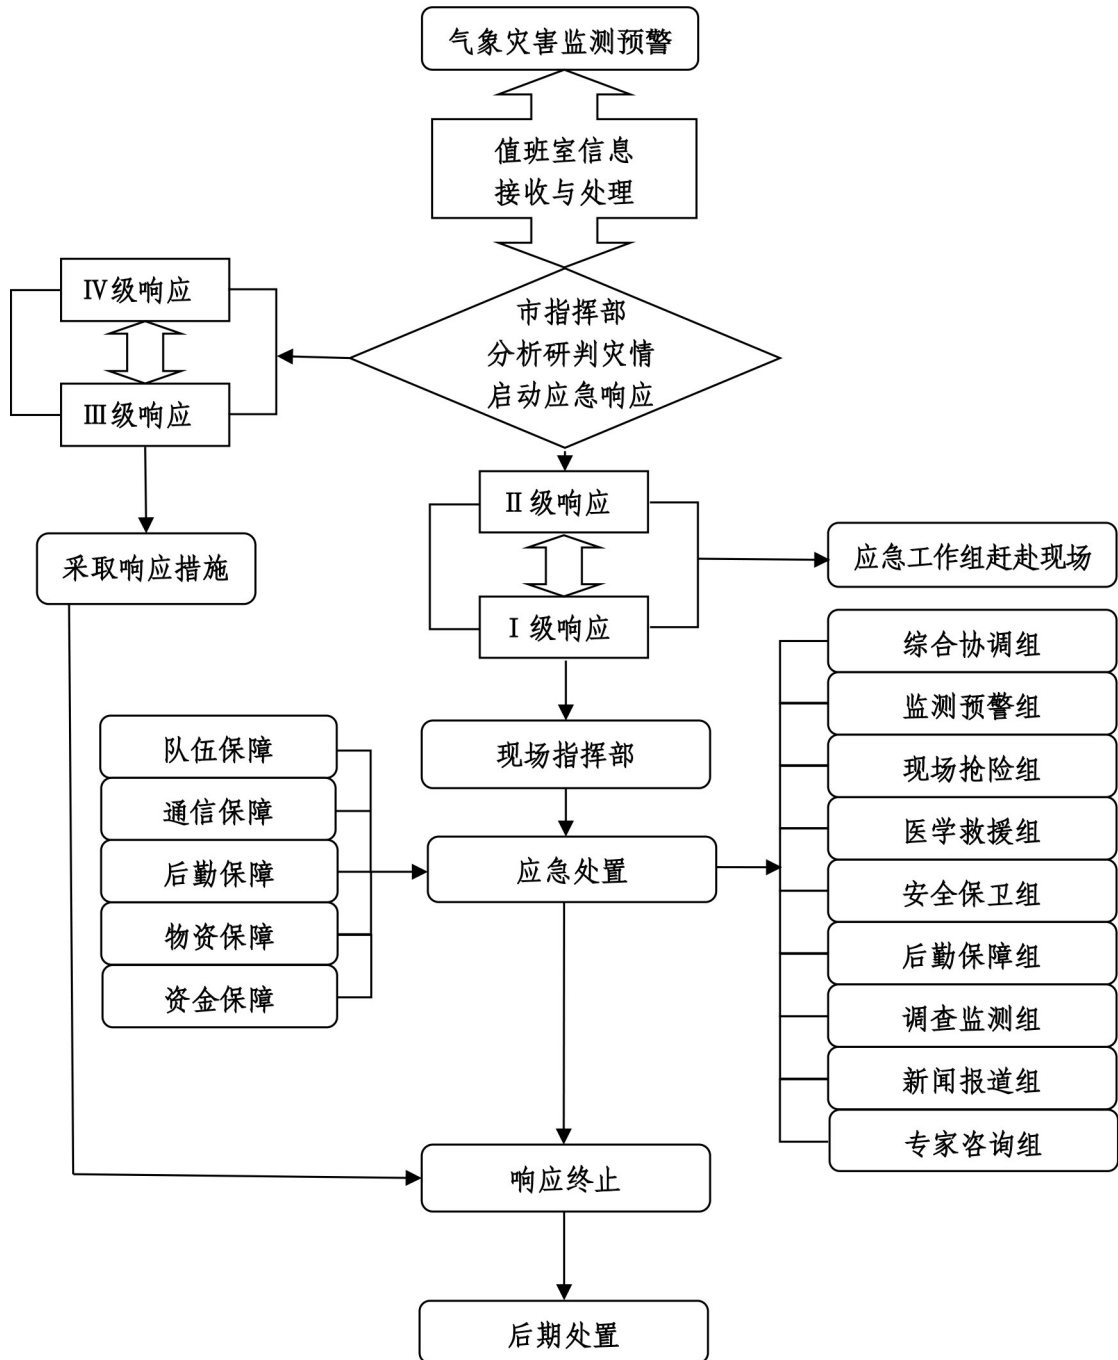 气象灾害监测预警
值班室信息
接收与处理
市指挥部
分析研判灾情
启动应急响应
Ⅳ级响应
Ⅲ级响应
采取响应措施
Ⅱ级响应
Ⅰ级响应
应急工作组赶赴现场
现场指挥部
应急处置
队伍保障
通信保障
后勤保障
物资保障
资金保障
综合协调组
监测预警组
现场抢险组
医学救援组
安全保卫组
后勤保障组
调查监测组
新闻报道组
专家咨询组
响应终止
后期处置